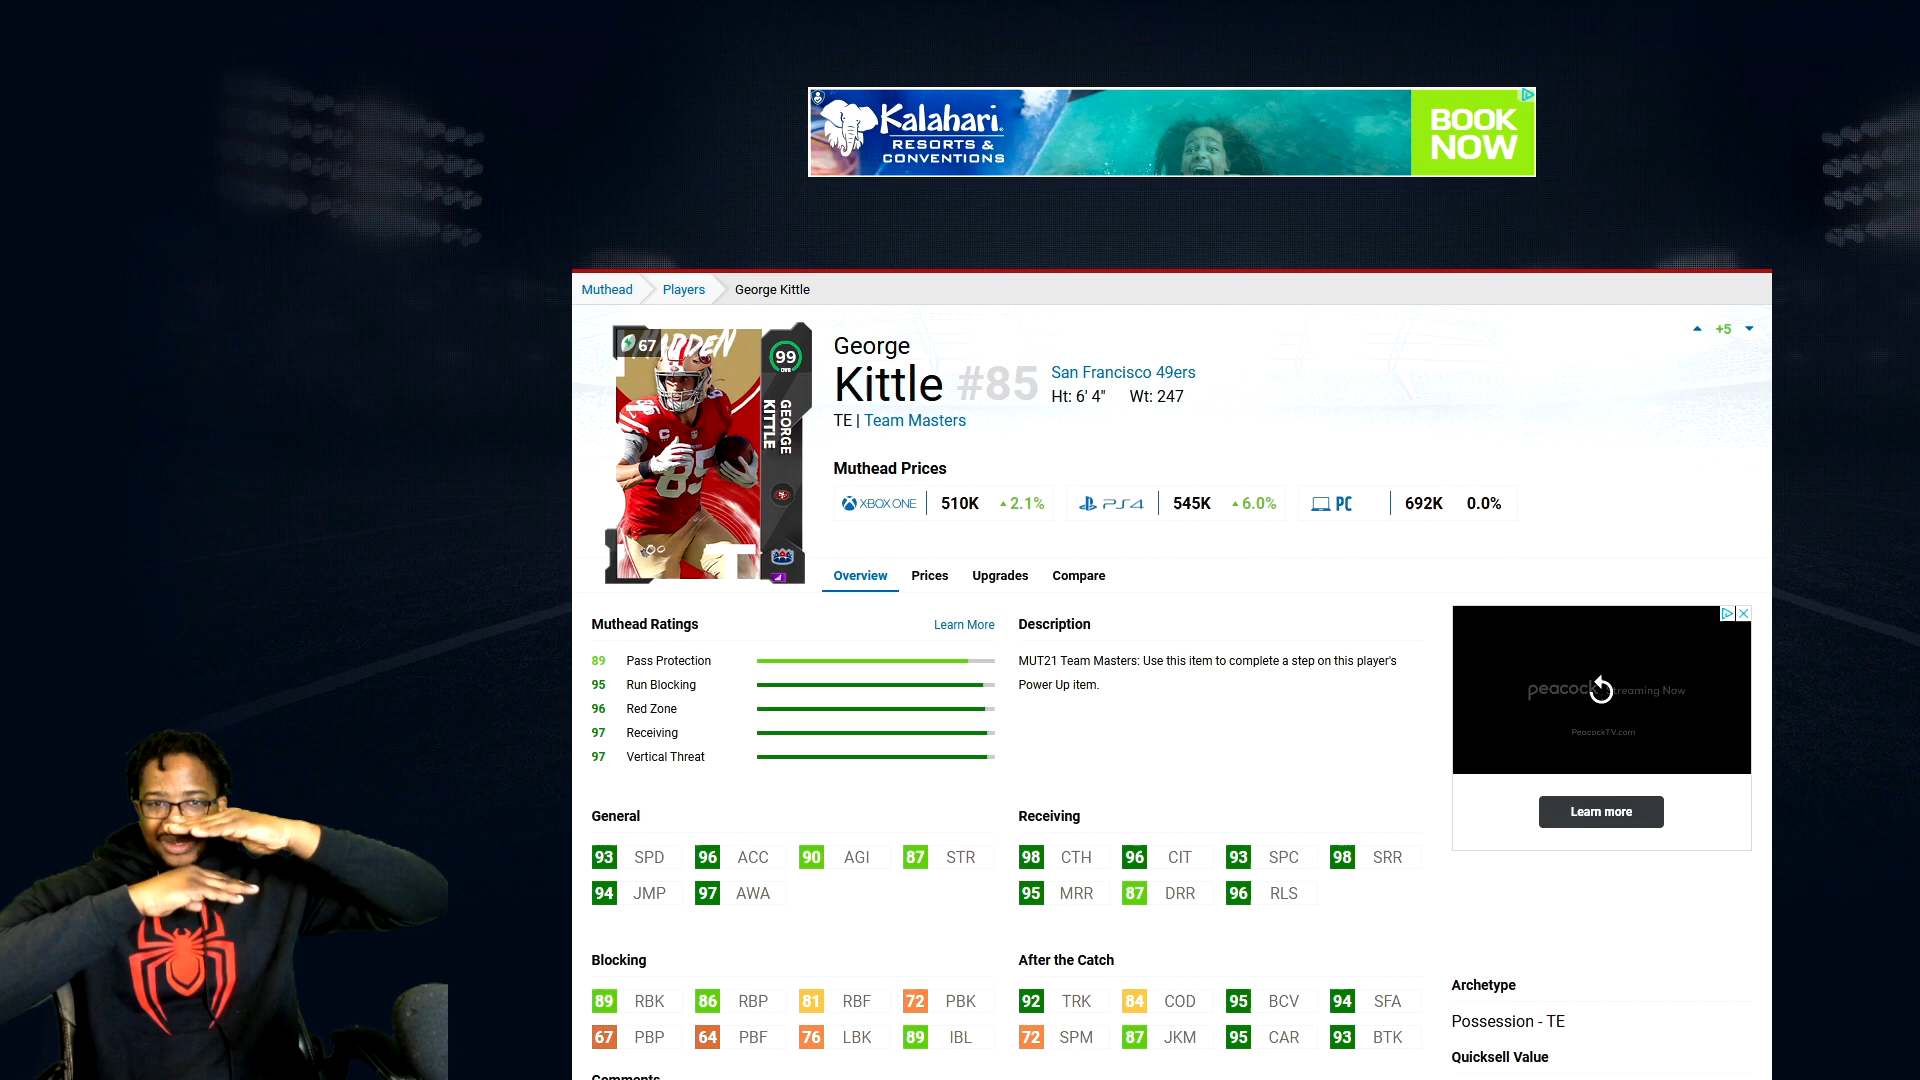 Kalahari
RESORTS &
CONVENTIONS
BOOK
NOW
Muthead
Players
George Kittle
+5
67
MADDEN
99
OVR
GEORGE
KITTLE
85
George
Kittle #85
San Francisco 49ers
Ht: 6' 4" Wt: 247
TE | Team Masters
Muthead Prices
XBOX ONE 510K 2.1%
PS4 545K 6.0%
PC 692K 0.0%
Overview Prices Upgrades Compare
Muthead Ratings Learn More
89 Pass Protection
95 Run Blocking
96 Red Zone
97 Receiving
97 Vertical Threat
Description
MUT21 Team Masters: Use this item to complete a step on this player's
Power Up item.
peacock Streaming Now
PeacockTV.com
Learn more
General
93 SPD 96 ACC 90 AGI 87 STR
94 JMP 97 AWA
Receiving
98 CTH 96 CIT 93 SPC 98 SRR
95 MRR 87 DRR 96 RLS
Blocking
89 RBK 86 RBP 81 RBF 72 PBK
67 PBP 64 PBF 76 LBK 89 IBL
After the Catch
92 TRK 84 COD 95 BCV 94 SFA
72 SPM 87 JKM 95 CAR 93 BTK
Archetype
Possession - TE
Quicksell Value
Comments